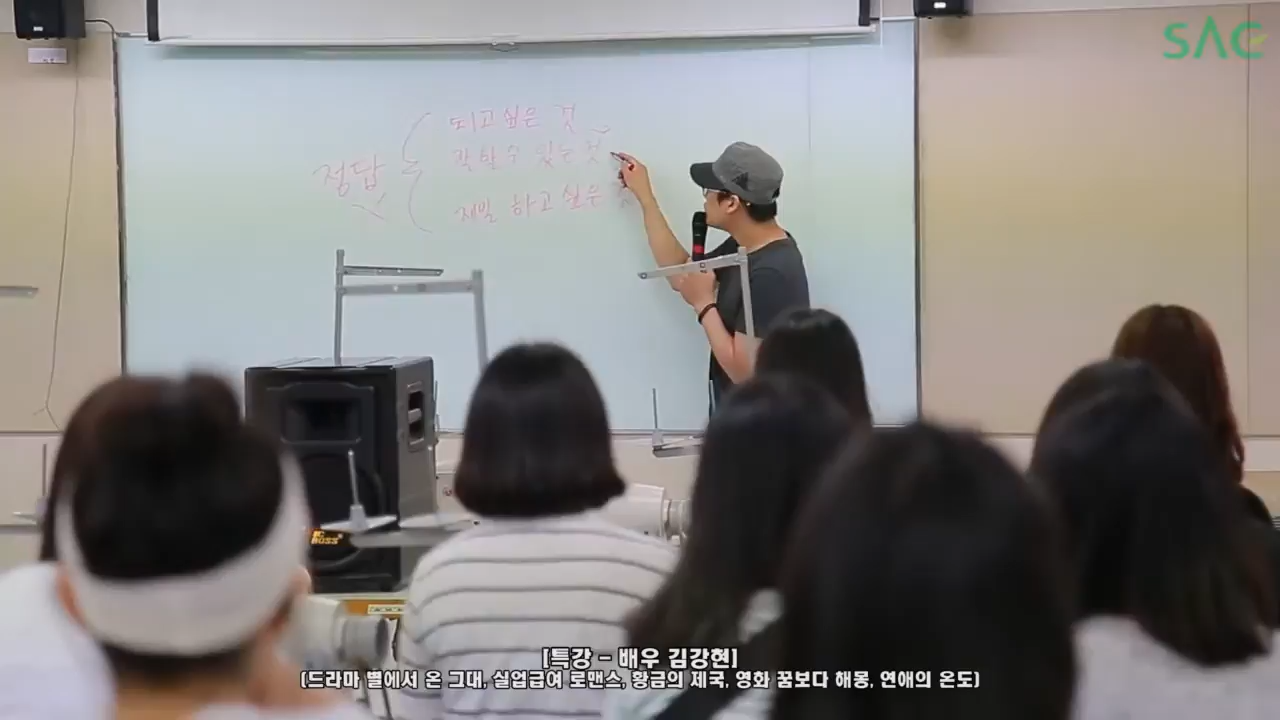 SAC
되고싶은 것
잘 할 수 있는 것
정답
제일 하고싶은 것
BOSS
[특강 - 배우 김강현]
(드라마 별에서 온 그대, 실업급여 로맨스, 황금의 제국, 영화 꿈보다 해몽, 연애의 온도)